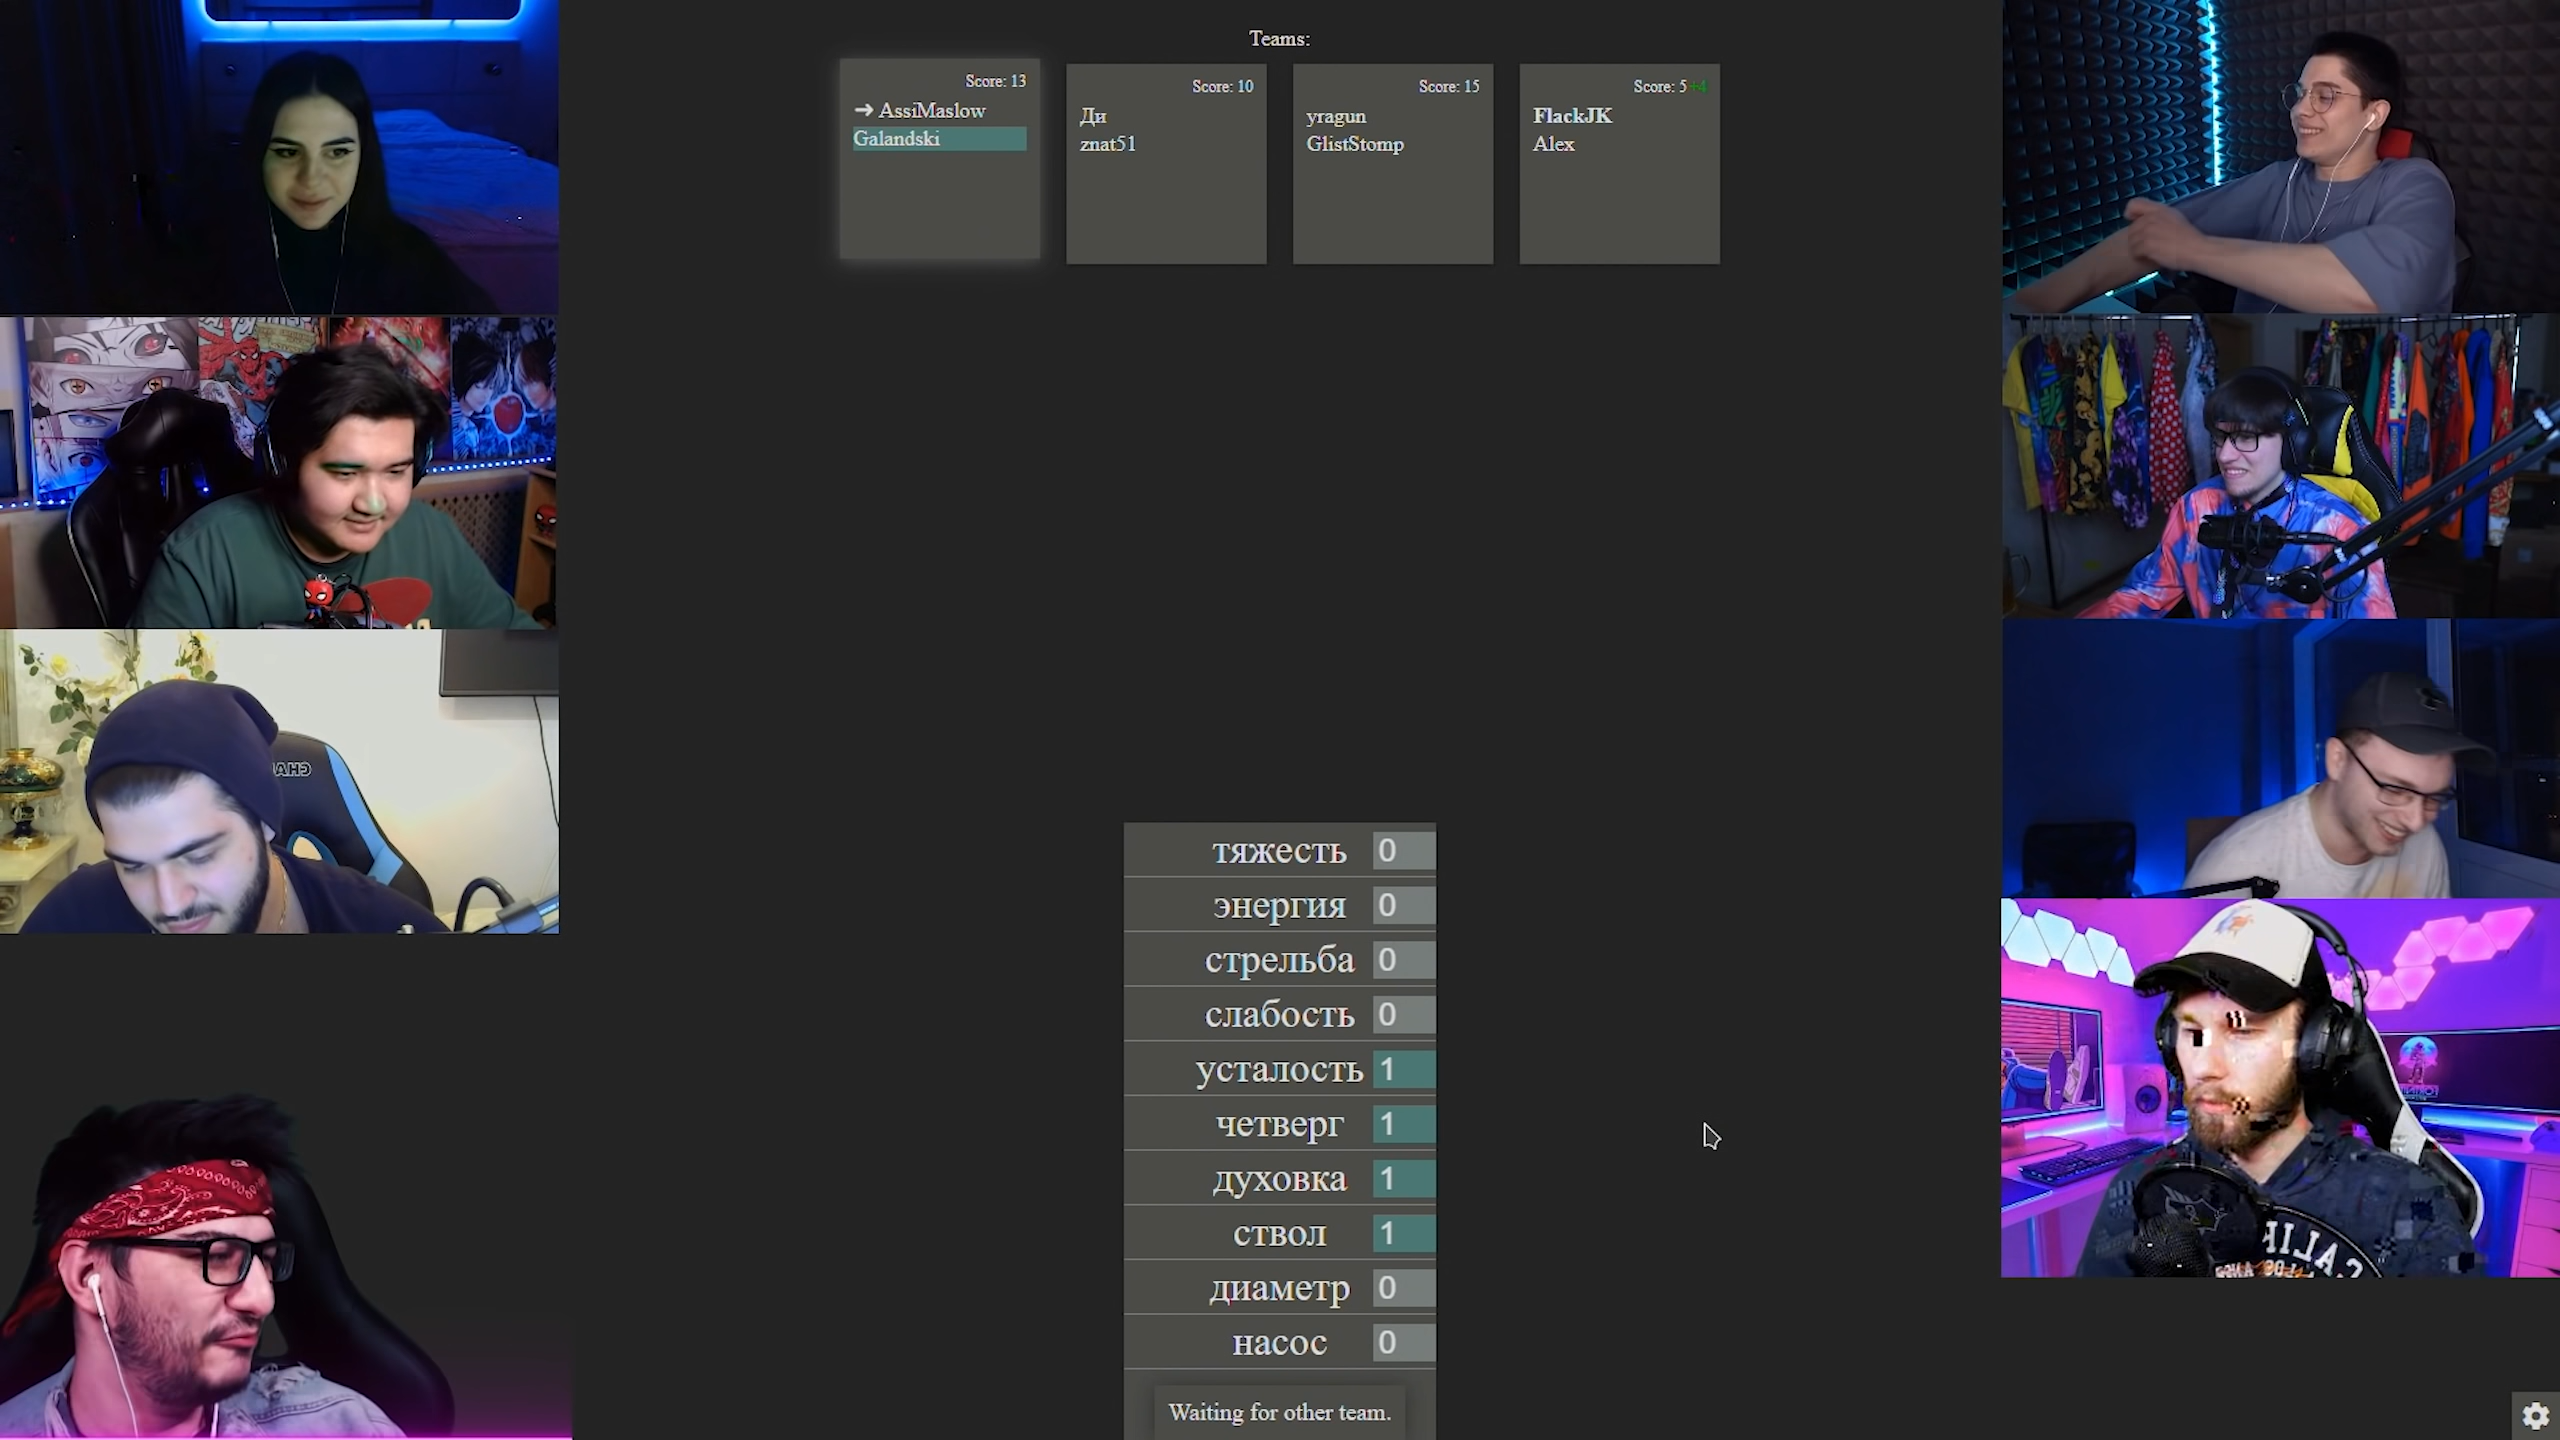 Teams:
Score: 13
➔ AssiMaslow
Galandski
Score: 10
Ди
znat51
Score: 15
yragun
GlistStomp
Score: 5 +4
FlackJK
Alex
тяжесть 0
энергия 0
стрельба 0
слабость 0
усталость 1
четверг 1
духовка 1
ствол 1
диаметр 0
насос 0
Waiting for other team.